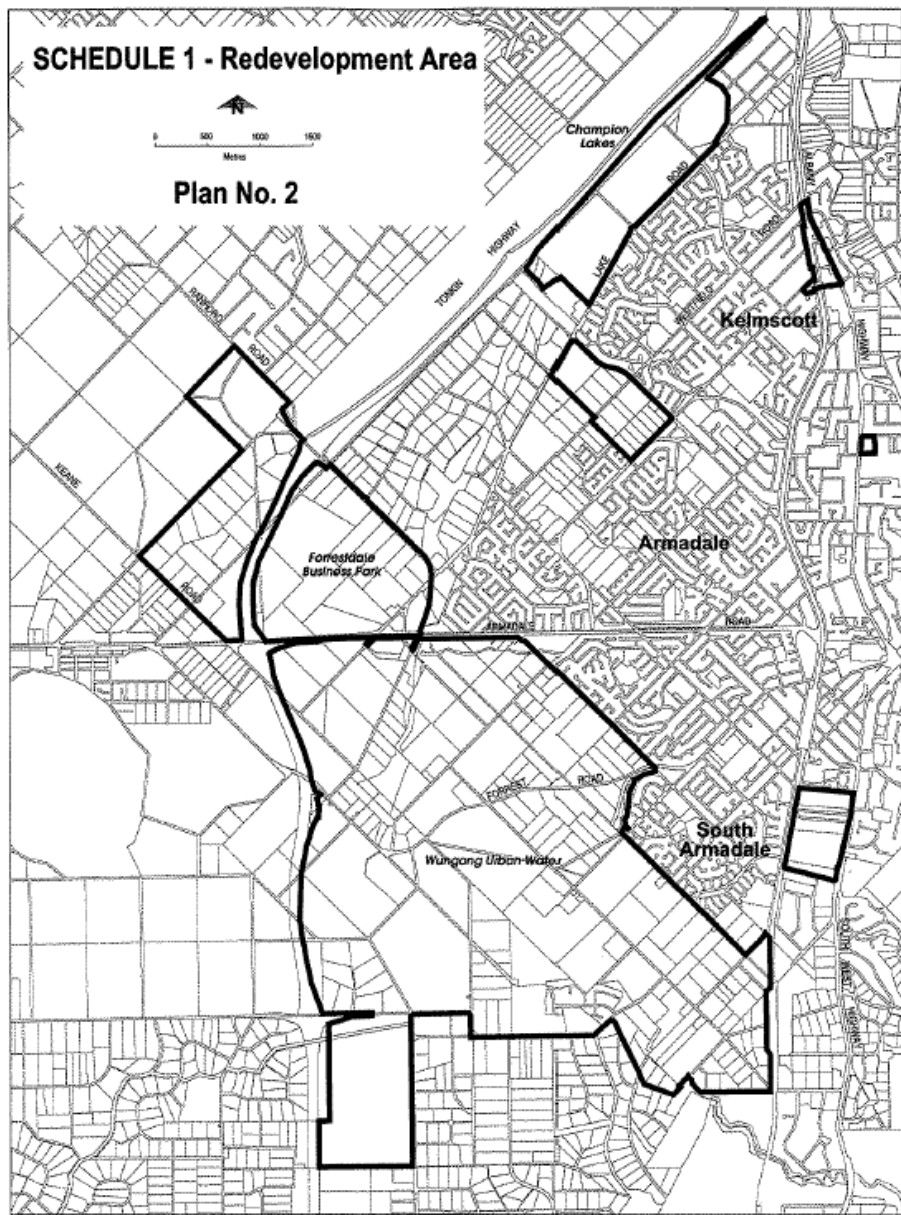 SCHEDULE 1 - Redevelopment Area
N
0 500 1000 1500
Metres
Plan No. 2
Champion
Lakes
ALBANY
HIGHWAY
LAKE
ROAD
ROAD
TONKIN
HIGHWAY
Kelmscott
RANFORD
ROAD
KEANE
ROAD
Forrestdale
Business Park
Armadale
ARMADALE
ROAD
FORREST
ROAD
South
Armadale
Wungong Urban Water
SOUTH
WEST
HIGHWAY